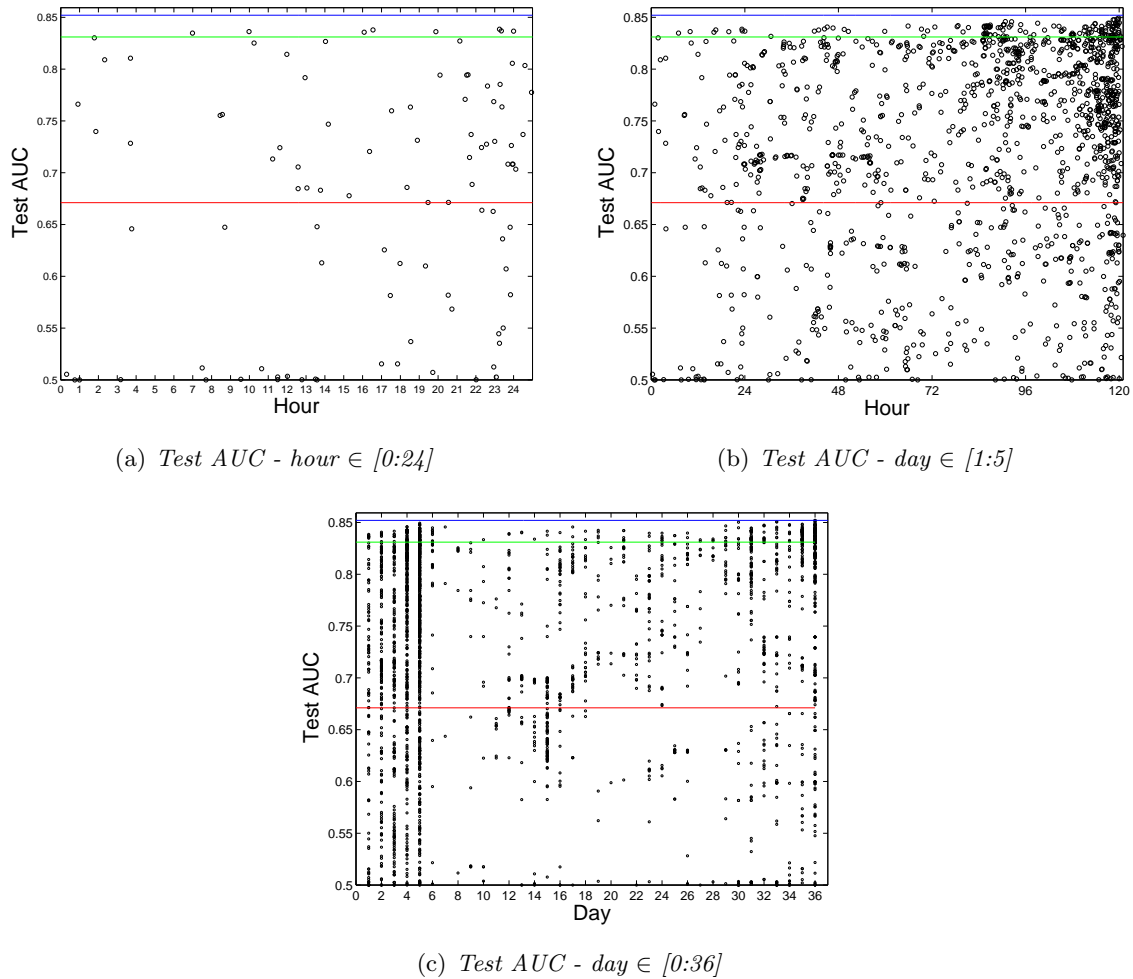 0.85
0.8
0.75
0.7
0.65
0.6
0.55
0.5
Test AUC
0 1 2 3 4 5 6 7 8 9 10 11 12 13 14 15 16 17 18 19 20 21 22 23 24
Hour
(a) Test AUC - hour ∈ [0:24]
0.85
0.8
0.75
0.7
0.65
0.6
0.55
0.5
Test AUC
0 24 48 72 96 120
Hour
(b) Test AUC - day ∈ [1:5]
0.85
0.8
0.75
0.7
0.65
0.6
0.55
0.5
Test AUC
0 2 4 6 8 10 12 14 16 18 20 22 24 26 28 30 32 34 36
Day
(c) Test AUC - day ∈ [0:36]